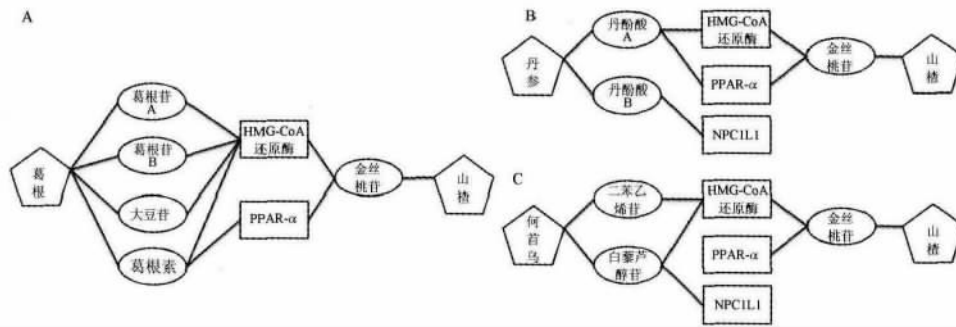 A
葛
根
葛根苷
A
葛根苷
B
大豆苷
葛根素
HMG-CoA
还原酶
PPAR-α
金丝
桃苷
山
楂
B
丹
参
丹酚酸
A
丹酚酸
B
HMG-CoA
还原酶
PPAR-α
NPC1L1
金丝
桃苷
山
楂
C
何
首
乌
二苯乙
烯苷
白藜芦
醇苷
HMG-CoA
还原酶
PPAR-α
NPC1L1
金丝
桃苷
山
楂